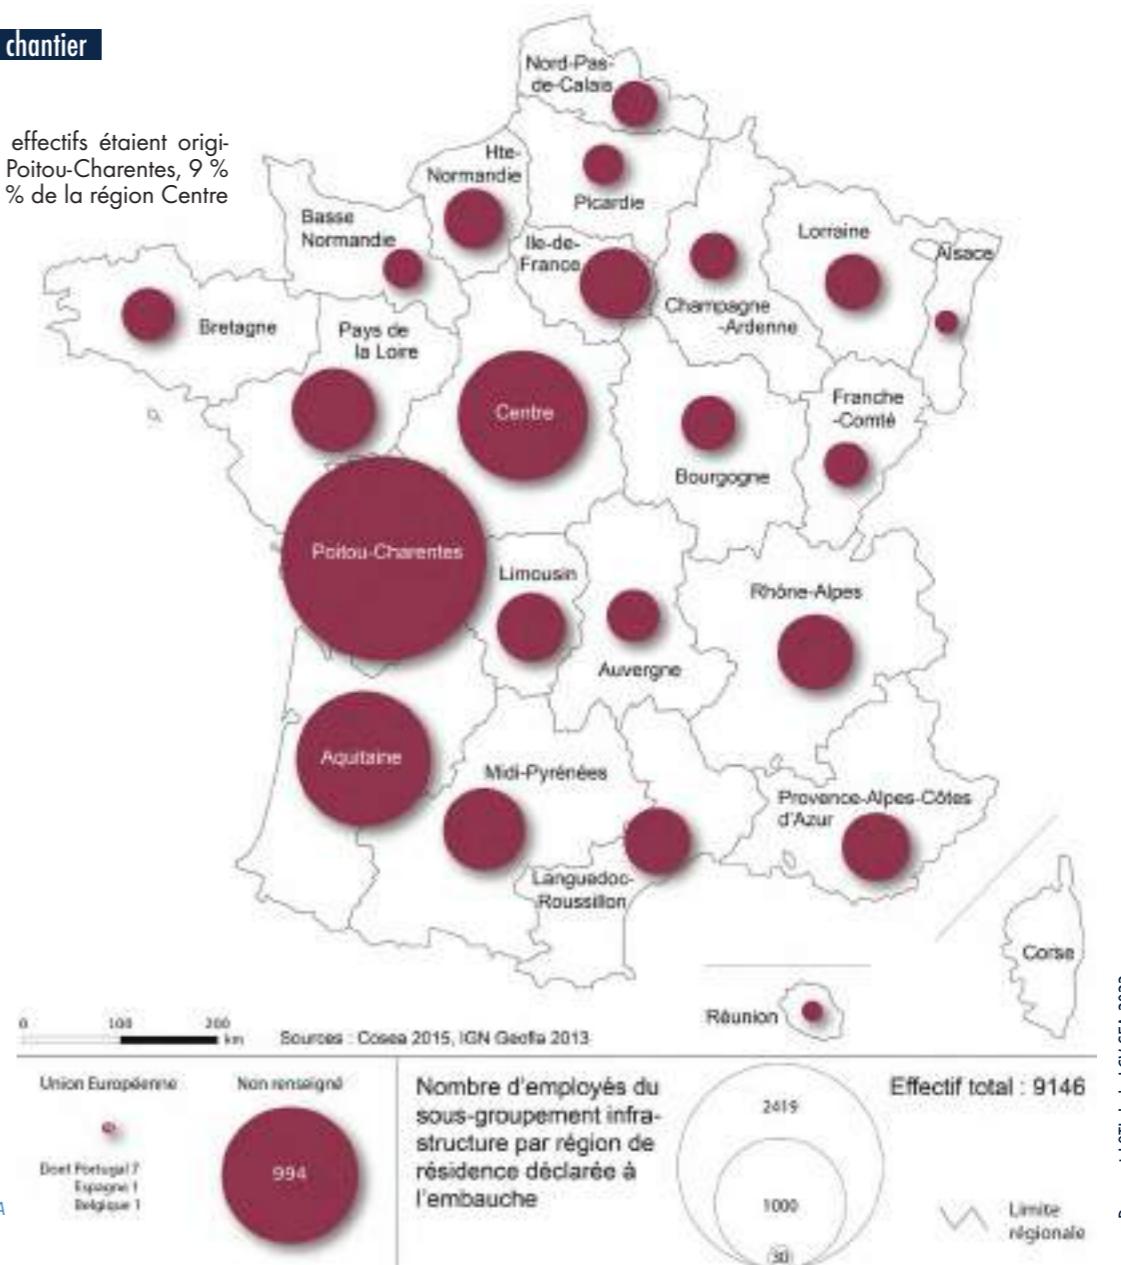 chantier
effectifs étaient origi-
Poitou-Charentes, 9 %
% de la région Centre
Nord-Pas-
de-Calais
Hte-
Normandie
Picardie
Basse
Normandie
Ile-de-
France
Lorraine
Alsace
Champagne
-Ardenne
Bretagne
Pays de
la Loire
Centre
Franche
-Comté
Bourgogne
Poitou-Charentes
Limousin
Rhône-Alpes
Auvergne
Aquitaine
Midi-Pyrénées
Provence-Alpes-Côtes
d'Azur
Languedoc-
Roussillon
Corse
Réunion
0 100 200
km
Sources : Cosea 2015, IGN Geofla 2013
Union Européenne
Dont Portugal 7
Espagne 1
Belgique 1
Non renseigné
994
Nombre d'employés du
sous-groupement infra-
structure par région de
résidence déclarée à
l'embauche
2419
1000
30
Effectif total : 9146
Limite
régionale
A